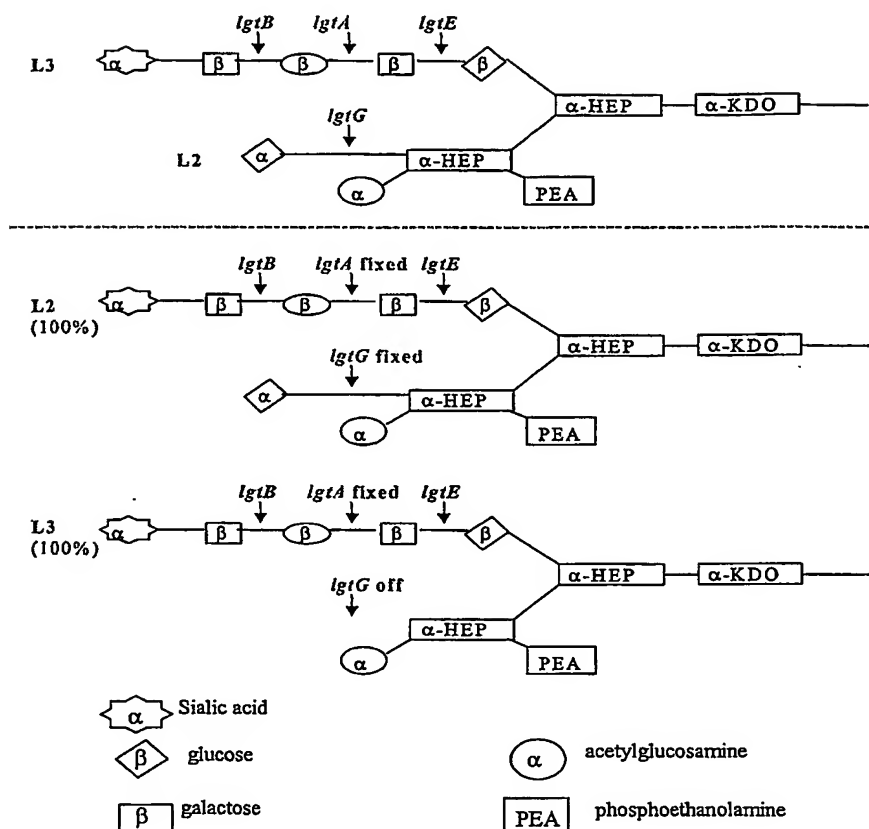 lgtB lgtA lgtE
L3 α β β β β
α-HEP α-KDO
lgtG
L2 α α-HEP
α PEA
lgtB lgtA fixed lgtE
L2 α β β β β
(100%)
α-HEP α-KDO
lgtG fixed
α α-HEP
α PEA
lgtB lgtA fixed lgtE
L3 α β β β β
(100%)
α-HEP α-KDO
lgtG off
α-HEP
α PEA
α Sialic acid
β glucose α acetylglucosamine
β galactose PEA phosphoethanolamine